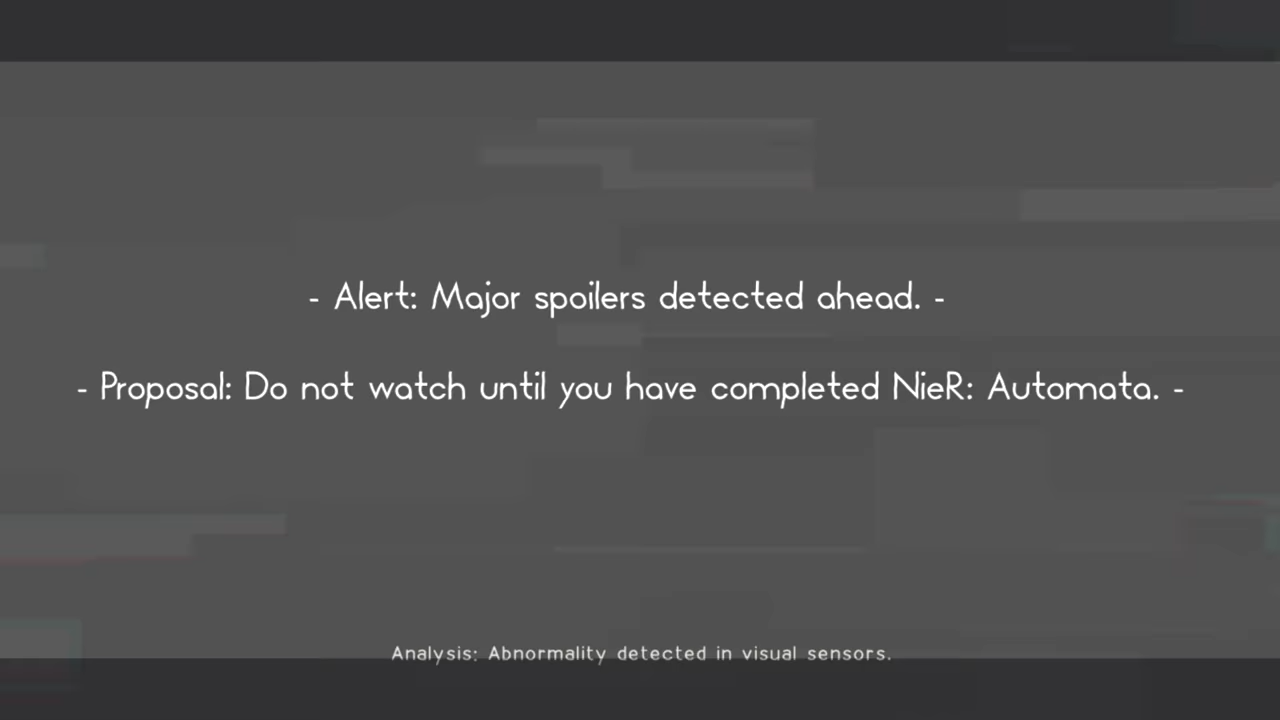 - Alert: Major spoilers detected ahead. -
- Proposal: Do not watch until you have completed NieR: Automata. -
Analysis: Abnormality detected in visual sensors.